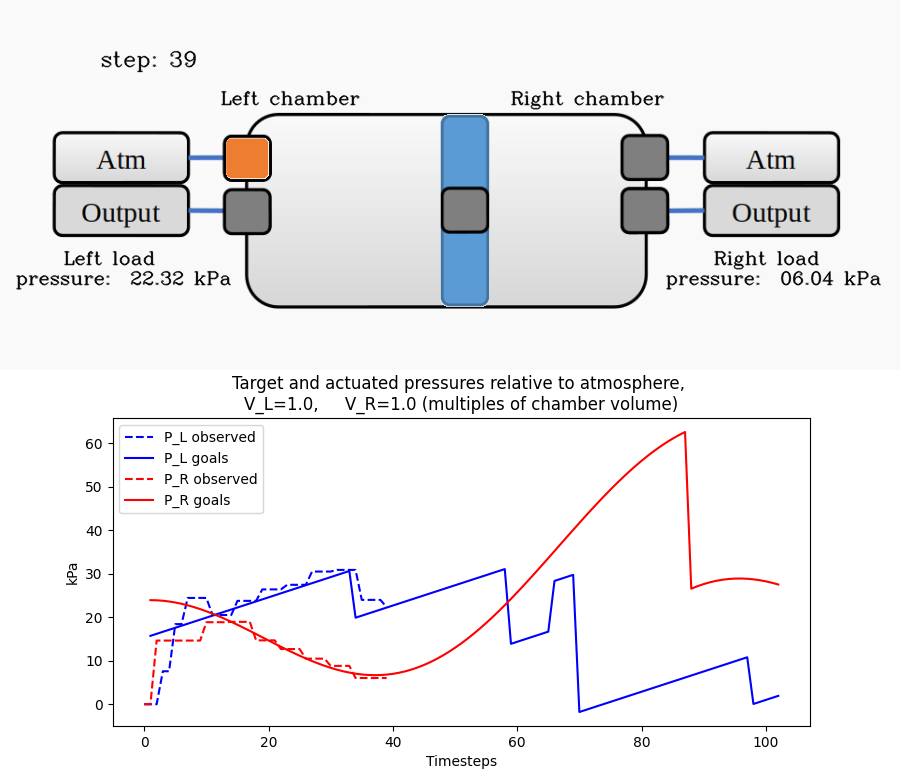 step: 39
Left chamber
Right chamber
Atm
Atm
Output
Output
Left load
pressure: 22.32 kPa
Right load
pressure: 06.04 kPa
Target and actuated pressures relative to atmosphere,
V_L=1.0, V_R=1.0 (multiples of chamber volume)
P_L observed
P_L goals
P_R observed
P_R goals
60
50
40
30
20
10
0
kPa
0 20 40 60 80 100
Timesteps